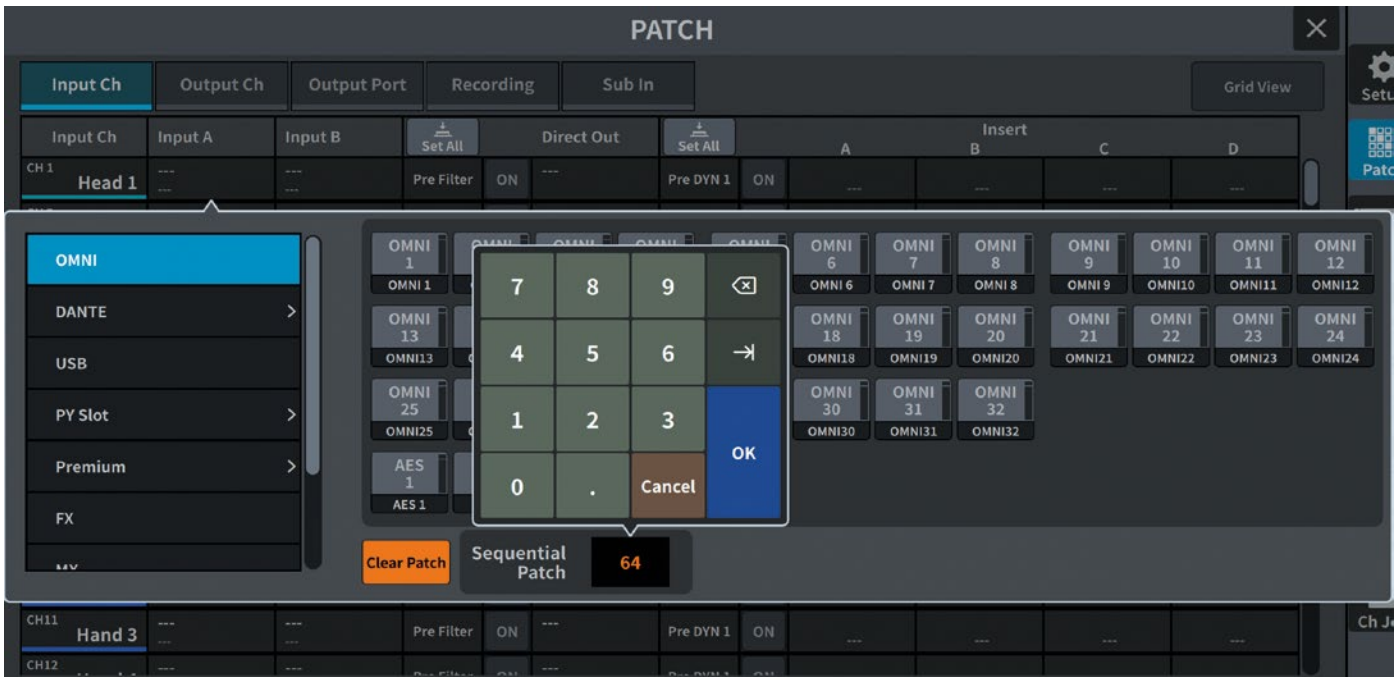 PATCH
Input Ch Output Ch Output Port Recording Sub In Grid View
Setu
Input Ch Input A Input B Set All Direct Out Set All Insert
A B C D
Patc
CH 1 --- --- Pre Filter ON --- Pre DYN 1 ON
Head 1 --- --- --- --- --- ---
OMNI
DANTE >
USB
PY Slot >
Premium >
FX
OMNI 1 OMNI 6 OMNI 7 OMNI 8 OMNI 9 OMNI 10 OMNI 11 OMNI 12
OMNI 1 OMNI 6 OMNI 7 OMNI 8 OMNI 9 OMNI10 OMNI11 OMNI12
OMNI 13 OMNI 18 OMNI 19 OMNI 20 OMNI 21 OMNI 22 OMNI 23 OMNI 24
OMNI13 OMNI18 OMNI19 OMNI20 OMNI21 OMNI22 OMNI23 OMNI24
OMNI 25 OMNI 30 OMNI 31 OMNI 32
OMNI25 OMNI30 OMNI31 OMNI32
AES 1
AES 1
7 8 9
4 5 6
1 2 3
OK
0 . Cancel
Clear Patch Sequential Patch 64
CH11 --- --- Pre Filter ON --- Pre DYN 1 ON
Hand 3 --- --- --- --- --- ---
Ch J
CH12 --- --- ---